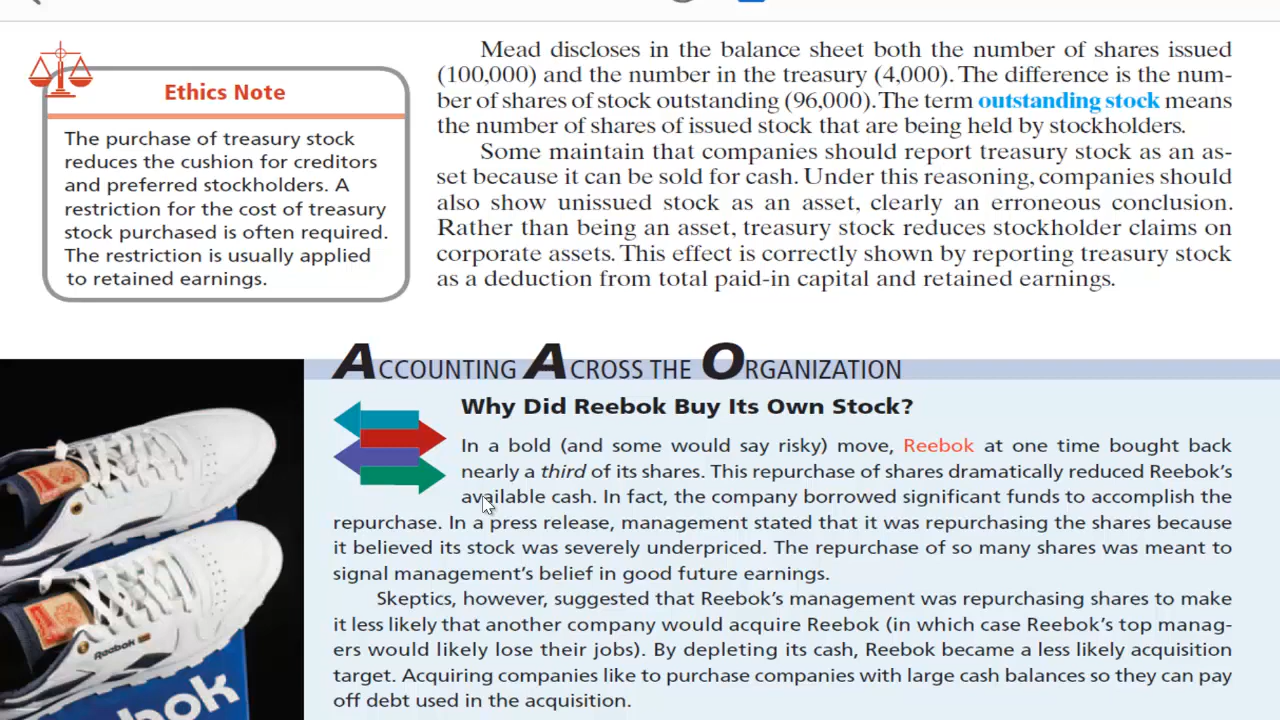 Mead discloses in the balance sheet both the number of shares issued
(100,000) and the number in the treasury (4,000). The difference is the num-
ber of shares of stock outstanding (96,000). The term outstanding stock means
the number of shares of issued stock that are being held by stockholders.
Some maintain that companies should report treasury stock as an as-
set because it can be sold for cash. Under this reasoning, companies should
also show unissued stock as an asset, clearly an erroneous conclusion.
Rather than being an asset, treasury stock reduces stockholder claims on
corporate assets. This effect is correctly shown by reporting treasury stock
as a deduction from total paid-in capital and retained earnings.
Ethics Note
The purchase of treasury stock
reduces the cushion for creditors
and preferred stockholders. A
restriction for the cost of treasury
stock purchased is often required.
The restriction is usually applied
to retained earnings.
ACCOUNTING ACROSS THE ORGANIZATION
Why Did Reebok Buy Its Own Stock?
In a bold (and some would say risky) move, Reebok at one time bought back
nearly a third of its shares. This repurchase of shares dramatically reduced Reebok's
available cash. In fact, the company borrowed significant funds to accomplish the
repurchase. In a press release, management stated that it was repurchasing the shares because
it believed its stock was severely underpriced. The repurchase of so many shares was meant to
signal management's belief in good future earnings.
Skeptics, however, suggested that Reebok's management was repurchasing shares to make
it less likely that another company would acquire Reebok (in which case Reebok's top manag-
ers would likely lose their jobs). By depleting its cash, Reebok became a less likely acquisition
target. Acquiring companies like to purchase companies with large cash balances so they can pay
off debt used in the acquisition.
Reebok
bok